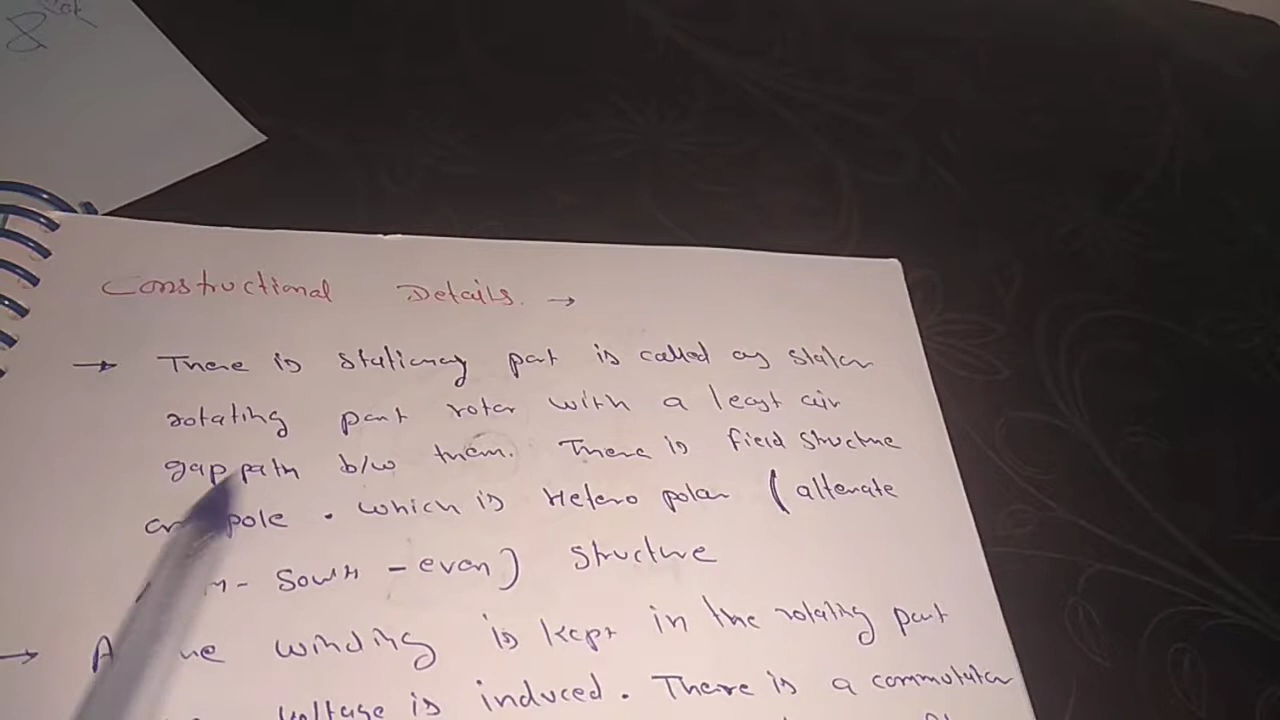 8
Constructional Details. →
→ There is stationary part is called as stator
rotating part rotor with a least air
gap path b/w them. There is field structure
pole . which is Hetero polar (alternate
South - even) structure
→ winding is kept in the rotating part
voltage is induced. There is a commutator